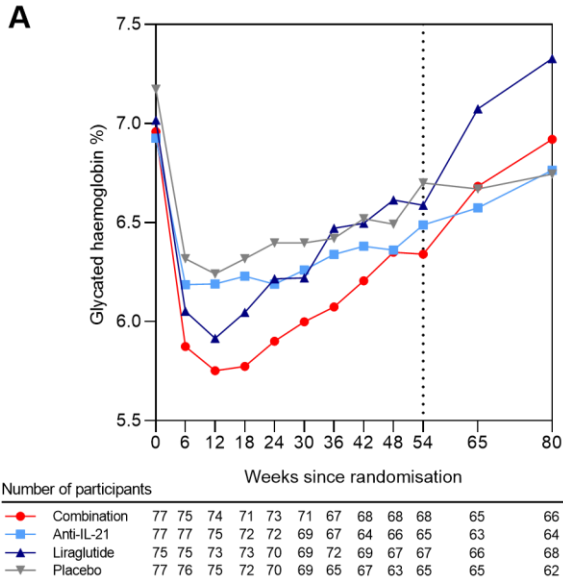 A
Glycated haemoglobin %)
7.5
7.0
6.5
6.0
5.5
0 6 12 18 24 30 36 42 48 54 65 80
Weeks since randomisation
Number of participants
Combination 77 75 74 71 73 71 67 68 68 68 65 66
Anti-IL-21 77 77 75 72 72 69 67 64 66 65 63 64
Liraglutide 75 75 73 73 70 69 72 69 67 67 66 68
Placebo 77 76 75 72 70 69 65 67 63 65 65 62